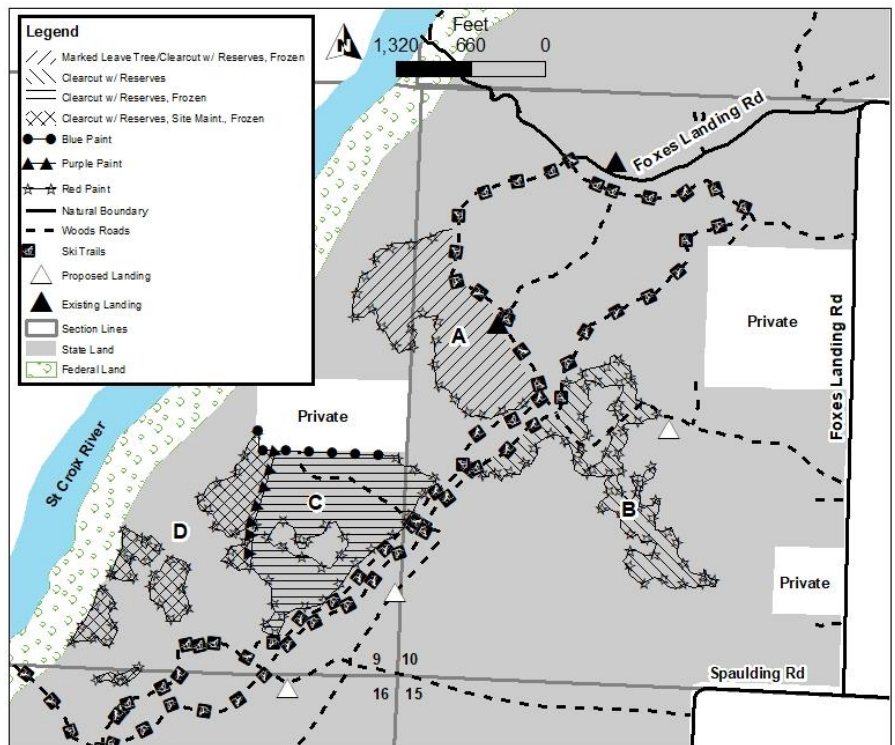 Legend
Marked Leave Tree/Clearcut w/ Reserves, Frozen
Clearcut w/ Reserves
Clearcut w/ Reserves, Frozen
Clearcut w/ Reserves, Site Maint., Frozen
Blue Paint
Purple Paint
Red Paint
Natural Boundary
Woods Roads
Ski Trails
Proposed Landing
Existing Landing
Section Lines
State Land
Federal Land
N
Feet
1,320 660 0
Foxes Landing Rd
Private
Foxes Landing Rd
A
Private
St Croix River
C
B
D
Private
9 10
16 15
Spaulding Rd